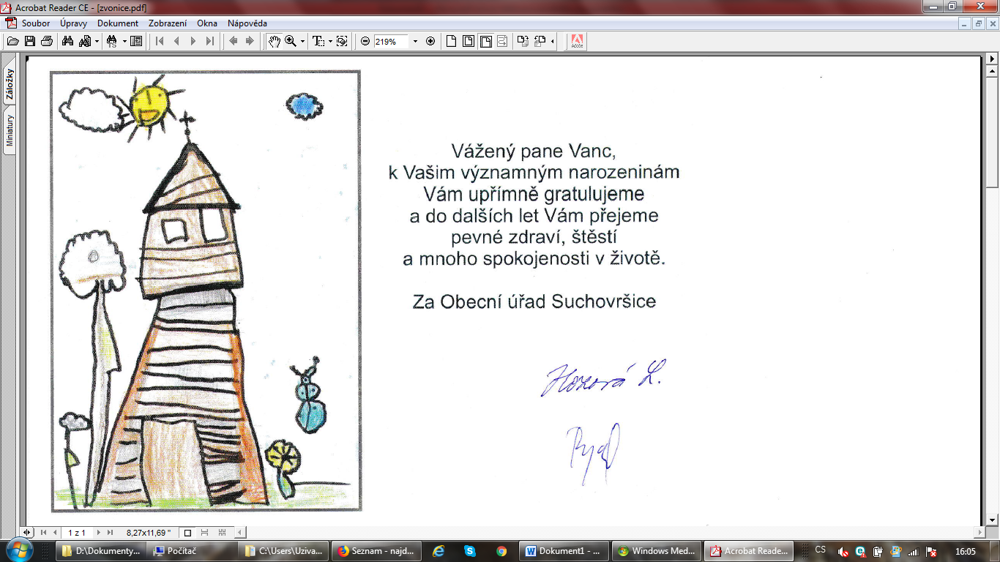 Acrobat Reader CE - [zvonice.pdf]
Soubor Úpravy Dokument Zobrazení Okna Nápověda
219%
Adobe
Záložky
Miniatury
Vážený pane Vanc,
k Vašim významným narozeninám
Vám upřímně gratulujeme
a do dalších let Vám přejeme
pevné zdraví, štěstí
a mnoho spokojenosti v životě.
Za Obecní úřad Suchovršice
1 z 1 8,27x11,69 "
D:\Dokumenty... Počítač C:\Users\Uziva... Seznam - najd... Dokument1 - ... Windows Med... Acrobat Reade... CS 16:05